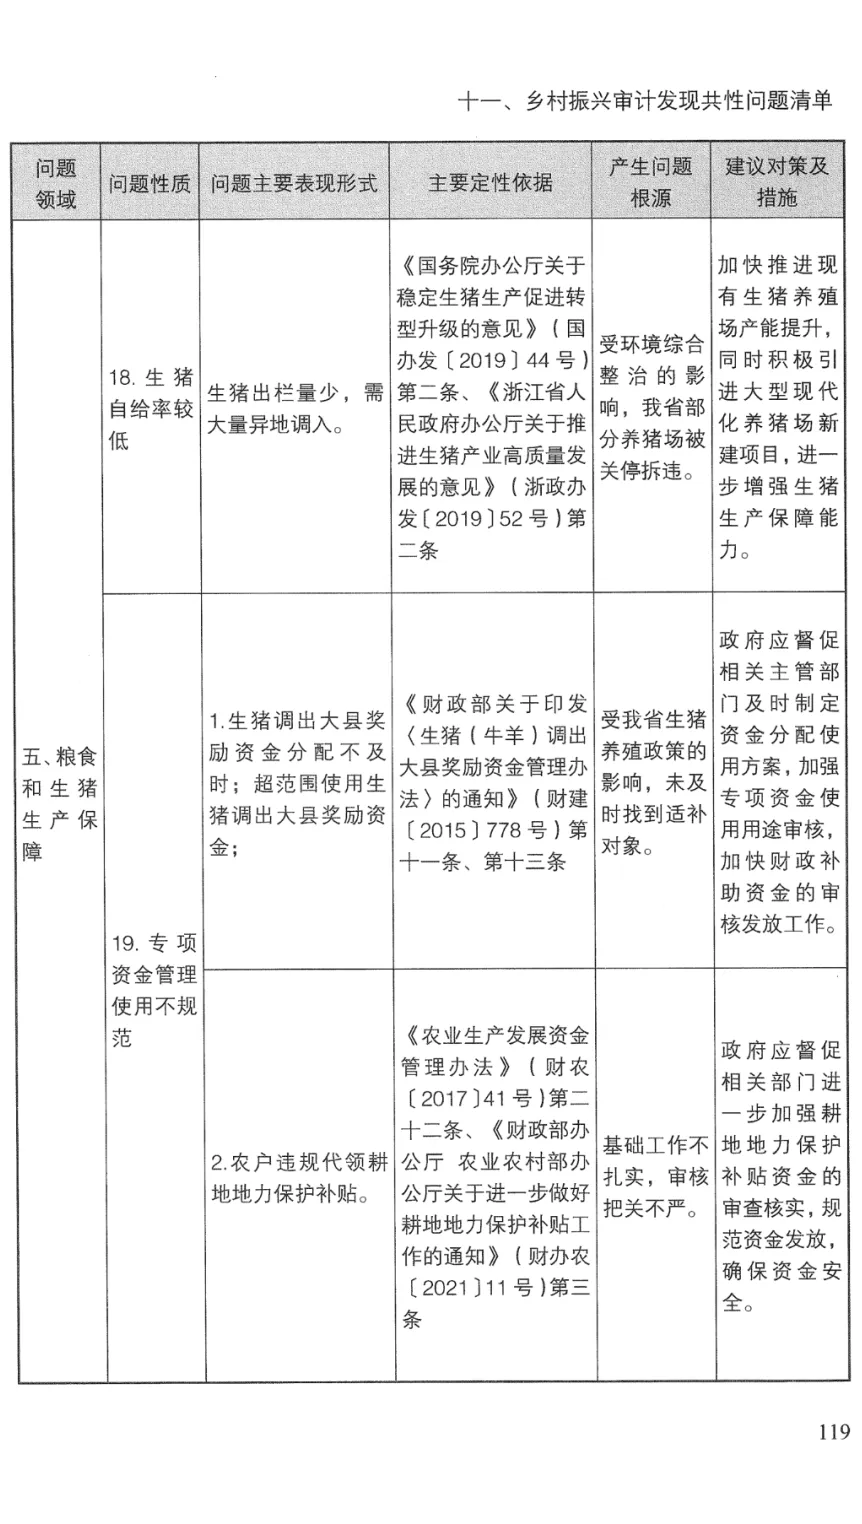 十一、乡村振兴审计发现共性问题清单
问题
领域
问题性质
问题主要表现形式
主要定性依据
产生问题
根源
建议对策及
措施
五、粮食
和生猪
生产保
障
18. 生猪
自给率较
低
生猪出栏量少，需
大量异地调入。
《国务院办公厅关于
稳定生猪生产促进转
型升级的意见》（国
办发〔2019〕44号）
第二条、《浙江省人
民政府办公厅关于推
进生猪产业高质量发
展的意见》（浙政办
发〔2019〕52号）第
二条
受环境综合
整治的影
响，我省部
分养猪场被
关停拆违。
加快推进现
有生猪养殖
场产能提升，
同时积极引
进大型现代
化养猪场新
建项目，进一
步增强生猪
生产保障能
力。
19. 专项
资金管理
使用不规
范
1.生猪调出大县奖
励资金分配不及
时；超范围使用生
猪调出大县奖励资
金；
《财政部关于印发
〈生猪（牛羊）调出
大县奖励资金管理办
法〉的通知》（财建
〔2015〕778号）第
十一条、第十三条
受我省生猪
养殖政策的
影响，未及
时找到适补
对象。
政府应督促
相关主管部
门及时制定
资金分配使
用方案，加强
专项资金使
用用途审核，
加快财政补
助资金的审
核发放工作。
2.农户违规代领耕
地地力保护补贴。
《农业生产发展资金
管理办法》（财农
〔2017〕41号）第二
十二条、《财政部办
公厅 农业农村部办
公厅关于进一步做好
耕地地力保护补贴工
作的通知》（财办农
〔2021〕11号）第三
条
基础工作不
扎实，审核
把关不严。
政府应督促
相关部门进
一步加强耕
地地力保护
补贴资金的
审查核实，规
范资金发放，
确保资金安
全。
119